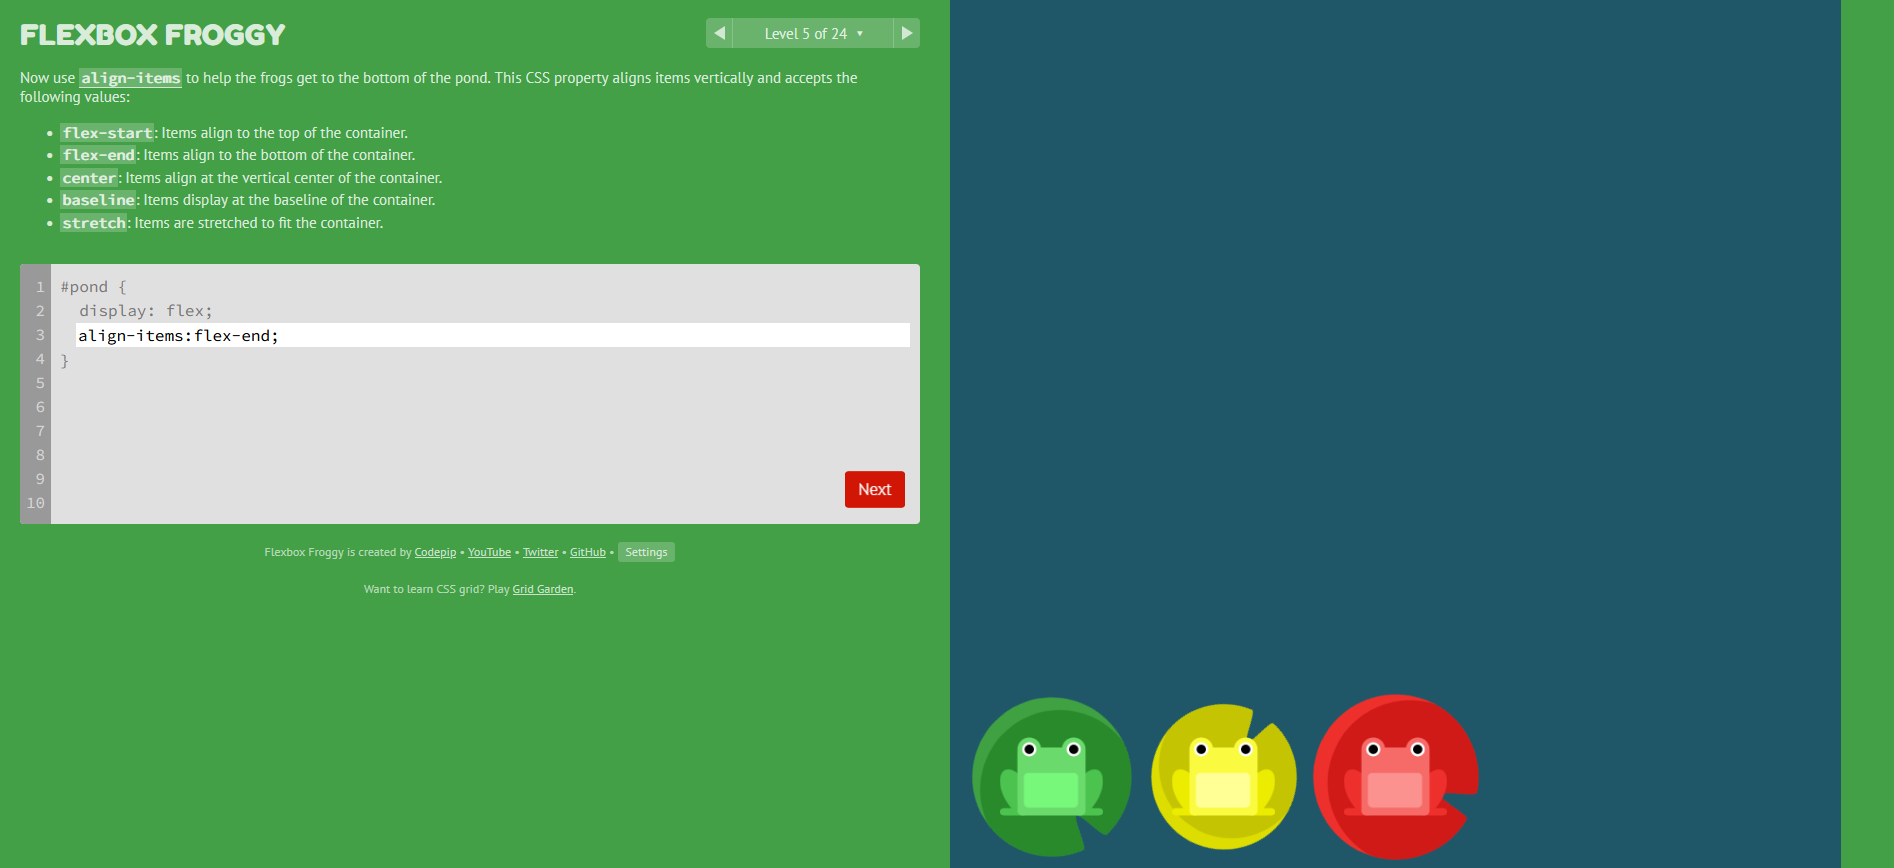 FLEXBOX FROGGY
Level 5 of 24 ▼
Now use align-items to help the frogs get to the bottom of the pond. This CSS property aligns items vertically and accepts the
following values:
• flex-start: Items align to the top of the container.
• flex-end: Items align to the bottom of the container.
• center: Items align at the vertical center of the container.
• baseline: Items display at the baseline of the container.
• stretch: Items are stretched to fit the container.
1 #pond {
2 display: flex;
3 align-items:flex-end;
4 }
5
6
7
8
9
10
Next
Flexbox Froggy is created by Codepip • YouTube • Twitter • GitHub • Settings
Want to learn CSS grid? Play Grid Garden.